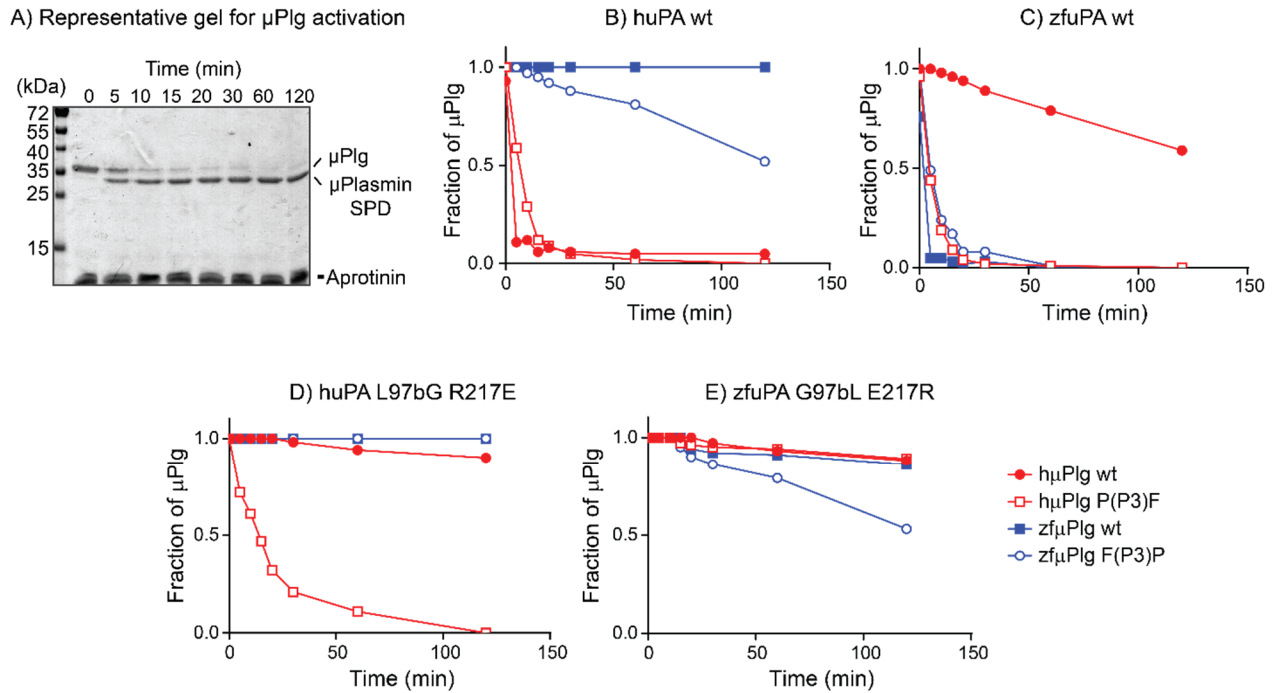 A) Representative gel for μPlg activation
Time (min)
(kDa) 0 5 10 15 20 30 60 120
72
55
40
35
25
15
μPlg
μPlasmin
SPD
Aprotinin
B) huPA wt
Fraction of μPlg
1.0
0.5
0.0
0 50 100 150
Time (min)
C) zfuPA wt
Fraction of μPlg
1.0
0.5
0.0
0 50 100 150
Time (min)
D) huPA L97bG R217E
Fraction of μPlg
1.0
0.5
0.0
0 50 100 150
Time (min)
E) zfuPA G97bL E217R
Fraction of μPlg
1.0
0.5
0.0
0 50 100 150
Time (min)
hμPlg wt
hμPlg P(P3)F
zfμPlg wt
zfμPlg F(P3)P